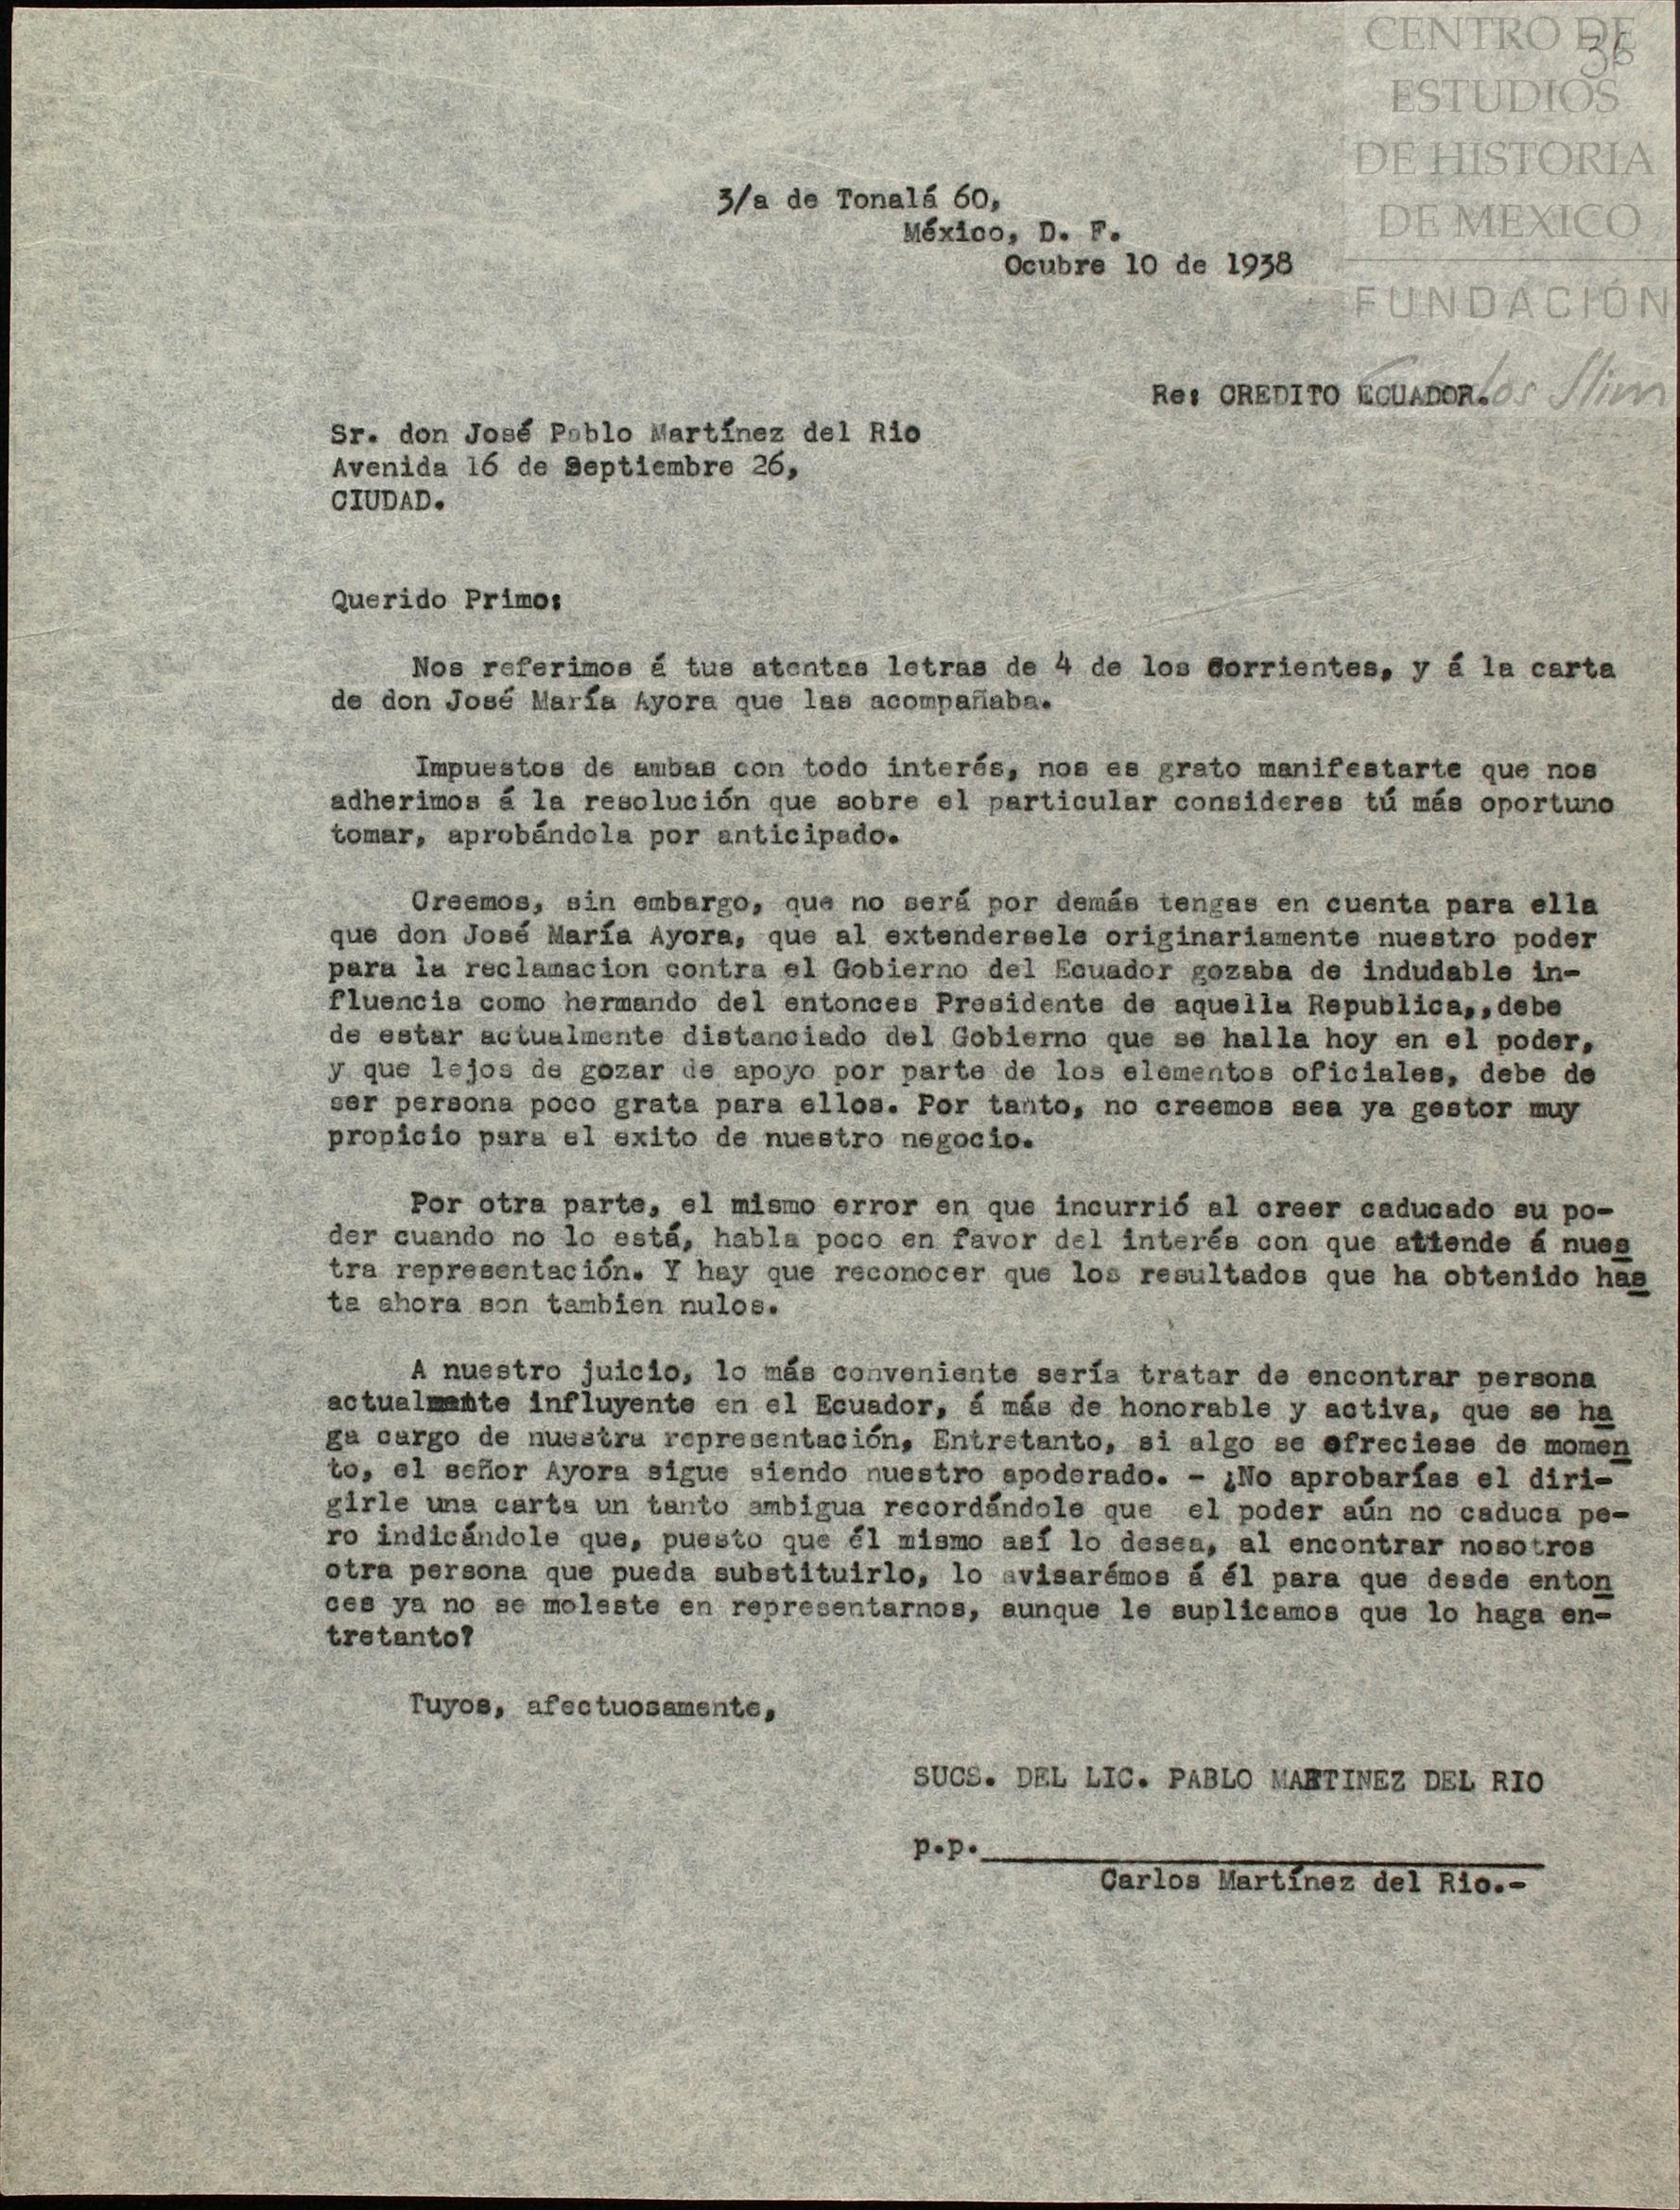 CENTRO DE
36
ESTUDIOS
DE HISTORIA
DE MEXICO
FUNDACIÓN
Carlos Slim
3/a de Tonalá 60,
México, D. F.
Ocubre 10 de 1938
Re: CREDITO ECUADOR.
Sr. don José Pablo Martínez del Rio
Avenida 16 de Septiembre 26,
CIUDAD.
Querido Primo:
Nos referimos á tus atentas letras de 4 de los corrientes, y á la carta
de don José María Ayora que las acompañaba.
Impuestos de ambas con todo interés, nos es grato manifestarte que nos
adherimos á la resolución que sobre el particular consideres tú más oportuno
tomar, aprobándola por anticipado.
Creemos, sin embargo, que no será por demás tengas en cuenta para ella
que don José María Ayora, que al extendersele originariamente nuestro poder
para la reclamacion contra el Gobierno del Ecuador gozaba de indudable in-
fluencia como hermando del entonces Presidente de aquella Republica,,debe
de estar actualmente distanciado del Gobierno que se halla hoy en el poder,
y que lejos de gozar de apoyo por parte de los elementos oficiales, debe de
ser persona poco grata para ellos. Por tanto, no creemos sea ya gestor muy
propicio para el exito de nuestro negocio.
Por otra parte, el mismo error en que incurrió al creer caducado su po-
der cuando no lo está, habla poco en favor del interés con que attiende á nues
tra representación. Y hay que reconocer que los resultados que ha obtenido has
ta ahora son tambien nulos.
A nuestro juicio, lo más conveniente sería tratar de encontrar persona
actualmente influyente en el Ecuador, á más de honorable y activa, que se ha
ga cargo de nuestra representación, Entretanto, si algo se ofreciese de momen
to, el señor Ayora sigue siendo nuestro apoderado. - ¿No aprobarías el diri-
girle una carta un tanto ambigua recordándole que el poder aún no caduca pe-
ro indicándole que, puesto que él mismo así lo desea, al encontrar nosotros
otra persona que pueda substituirlo, lo avisarémos á él para que desde enton
ces ya no se moleste en representarnos, aunque le suplicamos que lo haga en-
tretanto?
Tuyos, afectuosamente,
SUCS. DEL LIC. PABLO MARTINEZ DEL RIO
p.p.
Carlos Martínez del Rio.-